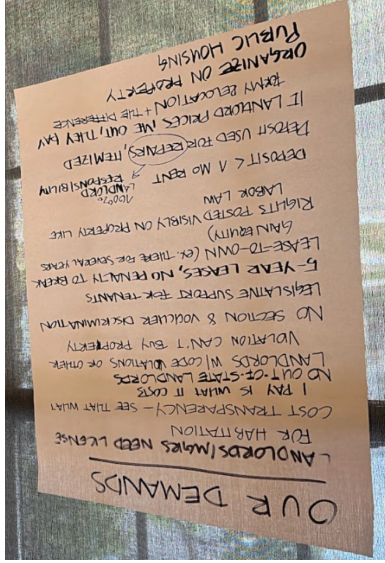 OUR DEMANDS
LANDLORDS/MGRS NEED LICENSE
FOR HABITATION
COST TRANSPARENCY – SEE THAT WHAT
I PAY IS WHAT IT COSTS
NO OUT-OF-STATE LANDLORDS
LANDLORDS W/ CODE VIOLATIONS OR OTHER
VIOLATION CAN'T BUY PROPERTY
NO SECTION 8 VOUCHER DISCRIMINATION
LEGISLATIVE SUPPORT FOR TENANTS
5-YEAR LEASES, NO PENALTY TO BREAK
LEASE-TO-OWN (EX. THERE FOR SEVERAL YEARS
GAIN EQUITY)
RIGHTS POSTED VISIBLY ON PROPERTY LIKE
LABOR LAW
100%
LANDLORD
RESPONSIBILITY
DEPOSIT < 1 MO RENT
DEPOSIT USED FOR REPAIRS, ITEMIZED
IF LANDLORD PRICES ME OUT, THEY PAY
FOR MY RELOCATION + THE DIFFERENCE
ORGANIZE ON PROPERTY
PUBLIC HOUSING